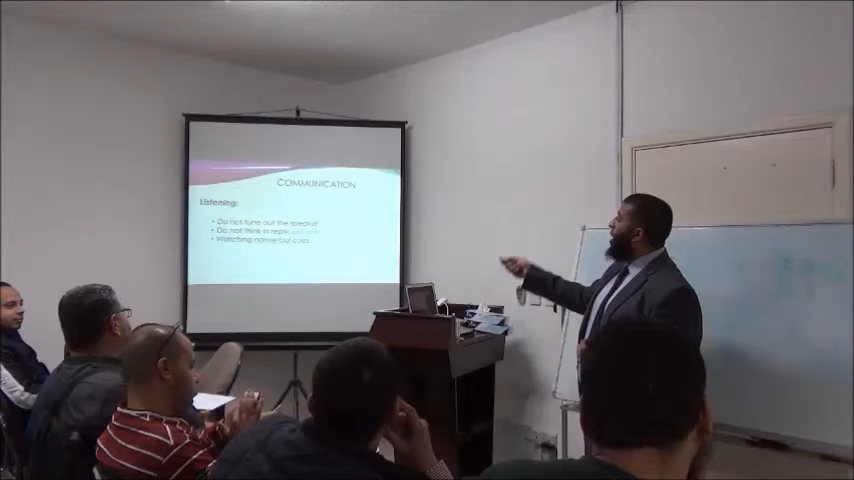 COMMUNICATION
Listening:
• Do not tune out the speaker
• Do not think in reply
• Watching nonverbal cues